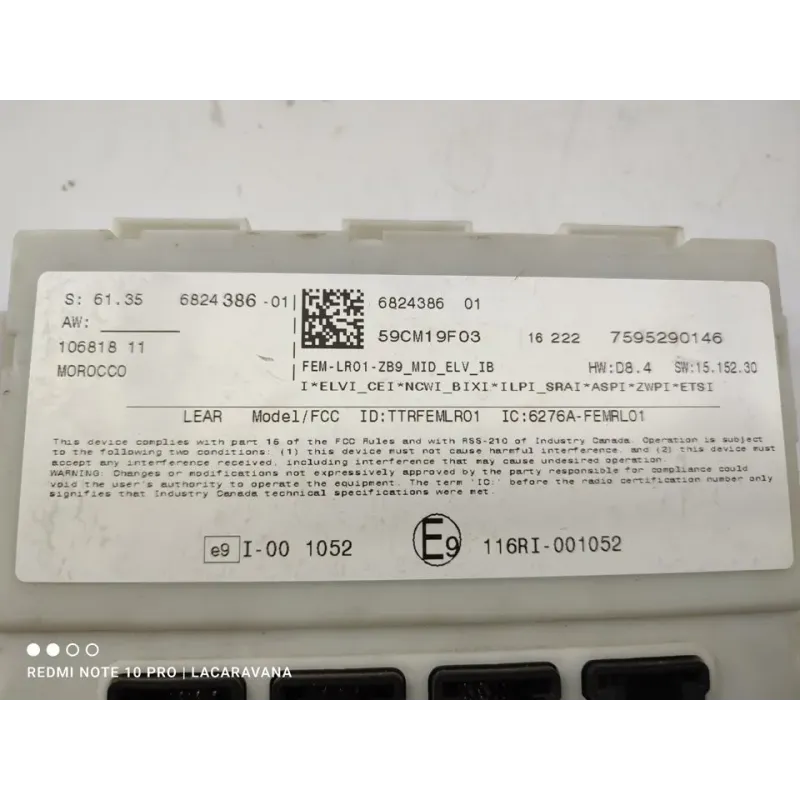 S: 61.35 6824386-01
6824386 01
AW:
59CM19F03 16 222 7595290146
106818 11
MOROCCO
FEM-LR01-ZB9_MID_ELV_IB HW:D8.4 SW:15.152.30
I*ELVI_CEI*NCWI_BIXI*ILPI_SRAI*ASPI*ZWPI*ETSI
LEAR Model/FCC ID:TTRFEMLR01 IC:6276A-FEMRL01
This device complies with part 15 of the FCC Rules and with RSS-210 of Industry Canada. Operation is subject
to the following two conditions: (1) this device must not cause harmful interference, and (2) this device must
accept any interference received, including interference that may cause undesired operation.
WARNING: Changes or modifications not expressively approved by the party responsible for compliance could
void the user's authority to operate the equipment. The term 'IC:' before the radio certification number only
signifies that Industry Canada technical specifications were met.
e9 I-00 1052 E9 116RI-001052
REDMI NOTE 10 PRO | LACARAVANA